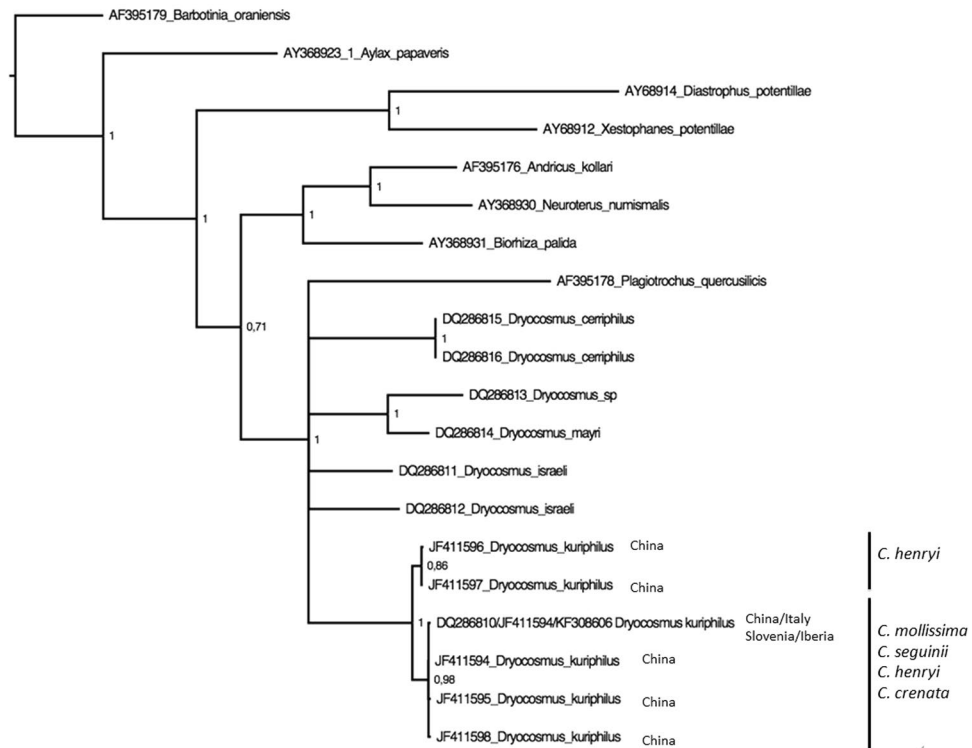 AF395179_Barbotinia_oraniensis
AY368923_1_Aylax_papaveris
AY68914_Diastrophus_potentillae
1
AY68912_Xestophanes_potentillae
1
AF395176_Andricus_kollari
1
AY368930_Neuroterus_numismalis
1
1
AY368931_Biorhiza_palida
AF395178_Plagiotrochus_quercusilicis
DQ286815_Dryocosmus_cerriphilus
0,71
1
DQ286816_Dryocosmus_cerriphilus
DQ286813_Dryocosmus_sp
1
DQ286814_Dryocosmus_mayri
1
DQ286811_Dryocosmus_israeli
DQ286812_Dryocosmus_israeli
JF411596_Dryocosmus_kuriphilus China
C. henryi
0,86
JF411597_Dryocosmus_kuriphilus China
1
DQ286810/JF411594/KF308606 Dryocosmus kuriphilus China/Italy
Slovenia/Iberia
C. mollissima
C. seguinii
C. henryi
C. crenata
JF411594_Dryocosmus_kuriphilus China
0,98
JF411595_Dryocosmus_kuriphilus China
JF411598_Dryocosmus_kuriphilus China